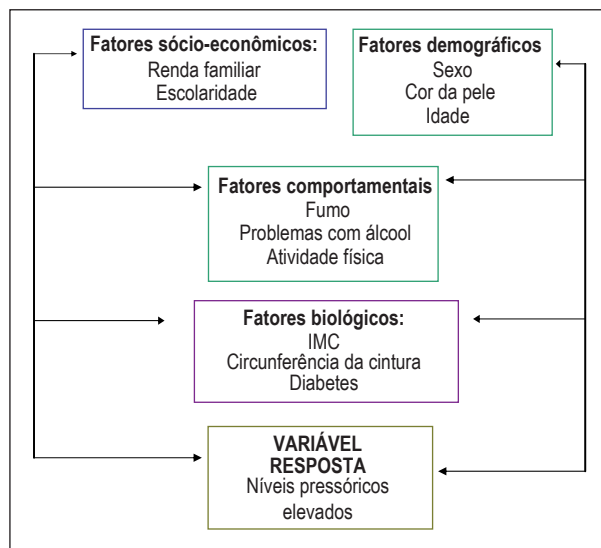 Fatores sócio-econômicos:
Renda familiar
Escolaridade
Fatores demográficos
Sexo
Cor da pele
Idade
Fatores comportamentais
Fumo
Problemas com álcool
Atividade física
Fatores biológicos:
IMC
Circunferência da cintura
Diabetes
VARIÁVEL
RESPOSTA
Níveis pressóricos
elevados